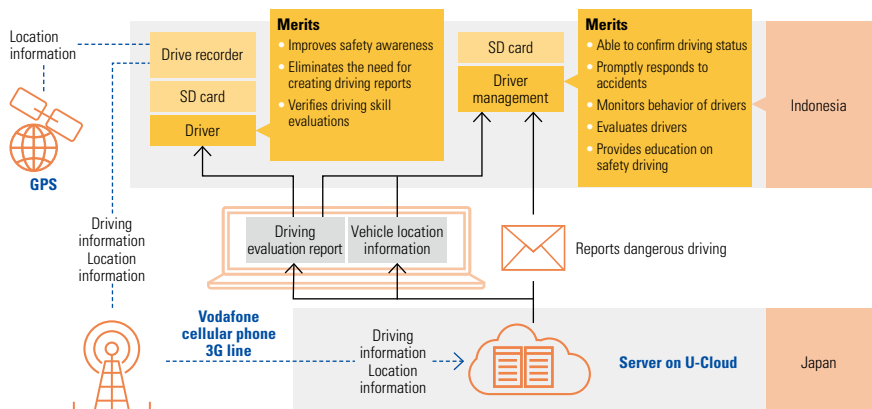 Location
information
GPS
Drive recorder
SD card
Driver
Merits
• Improves safety awareness
• Eliminates the need for
creating driving reports
• Verifies driving skill
evaluations
SD card
Driver
management
Merits
• Able to confirm driving status
• Promptly responds to
accidents
• Monitors behavior of drivers
• Evaluates drivers
• Provides education on
safety driving
Indonesia
Driving
information
Location
information
Driving
evaluation report
Vehicle location
information
Reports dangerous driving
Vodafone
cellular phone
3G line
Driving
information
Location
information
Server on U-Cloud
Japan